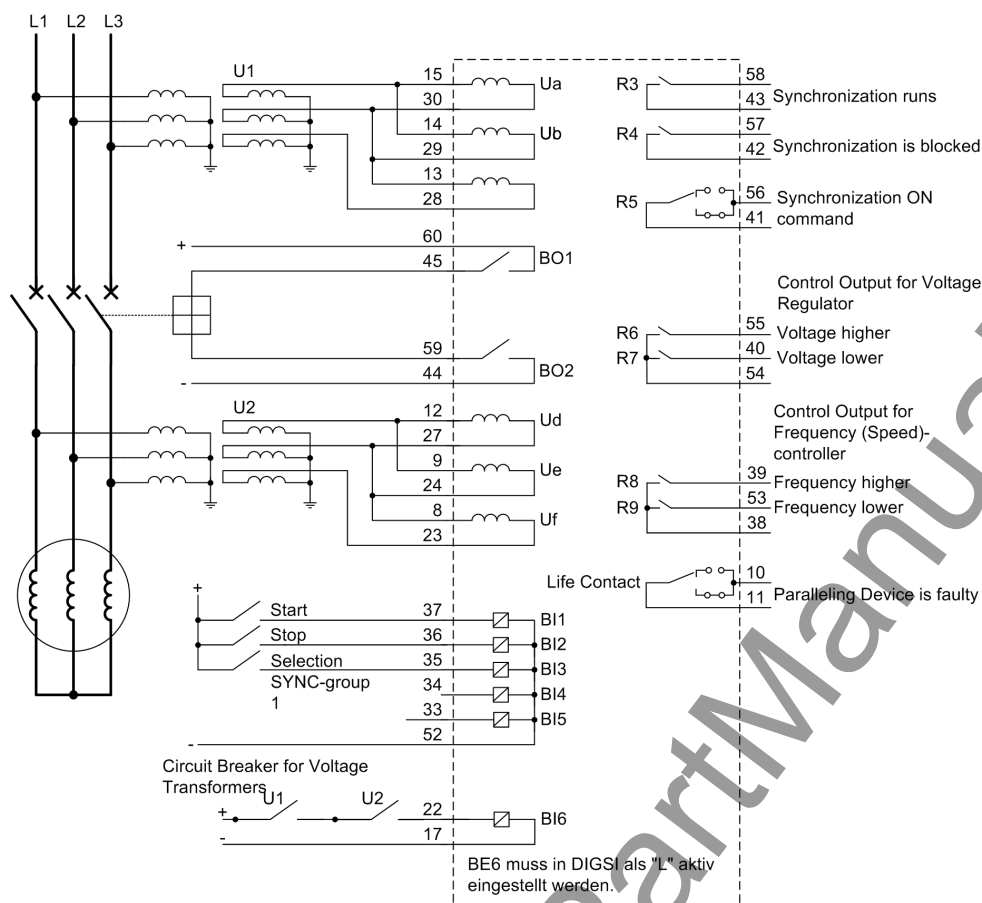 L1 L2 L3
U1
15
30
14
29
13
28
Ua
Ub
R3
58
43
Synchronization runs
R4
57
42
Synchronization is blocked
R5
56
41
Synchronization ON
command
+
60
45
BO1
59
44
-
BO2
Control Output for Voltage
Regulator
R6
55
Voltage higher
R7
40
Voltage lower
54
U2
12
27
9
24
8
23
Ud
Ue
Uf
Control Output for
Frequency (Speed)-
controller
R8
39
Frequency higher
R9
53
Frequency lower
38
Life Contact
10
11
Paralleling Device is faulty
+
Start
37
BI1
Stop
36
BI2
Selection
SYNC-group
1
35
BI3
34
BI4
33
BI5
52
-
Circuit Breaker for Voltage
Transformers
+
U1
U2
22
BI6
-
17
BE6 muss in DIGSI als "L" aktiv
eingestellt werden.